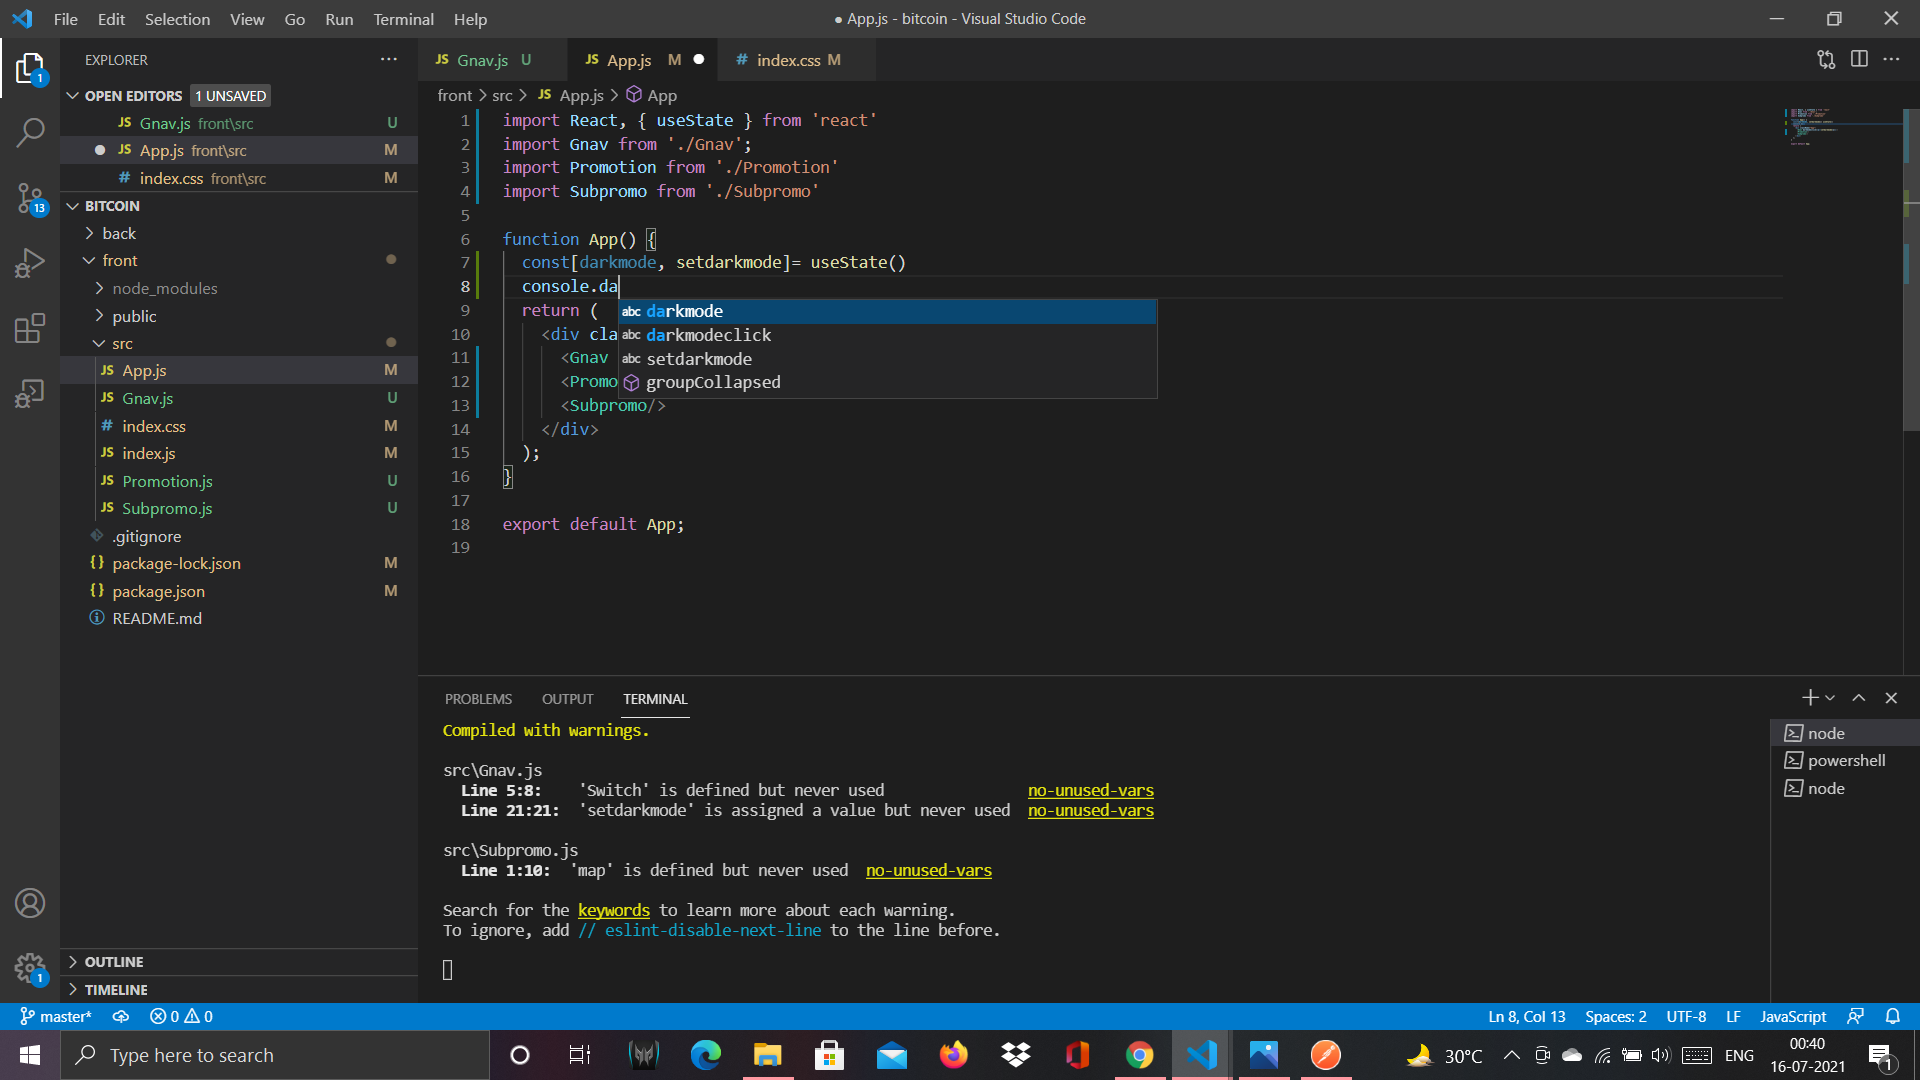 File Edit Selection View Go Run Terminal Help
● App.js - bitcoin - Visual Studio Code
EXPLORER
OPEN EDITORS 1 UNSAVED
JS Gnav.js front\src U
JS App.js front\src M
# index.css front\src M
BITCOIN
back
front
node_modules
public
src
JS App.js M
JS Gnav.js U
# index.css M
JS index.js M
JS Promotion.js U
JS Subpromo.js U
.gitignore
{} package-lock.json M
{} package.json M
README.md
OUTLINE
TIMELINE
1
13
1
JS Gnav.js U
JS App.js M
# index.css M
front > src > JS App.js > App
1 import React, { useState } from 'react'
2 import Gnav from './Gnav';
3 import Promotion from './Promotion'
4 import Subpromo from './Subpromo'
5
6 function App() {
7 const[darkmode, setdarkmode]= useState()
8 console.da
9 return (
10 <div cla
11 <Gnav
12 <Promo
13 <Subpromo/>
14 </div>
15 );
16 }
17
18 export default App;
19
abc darkmode
abc darkmodeclick
abc setdarkmode
groupCollapsed
PROBLEMS OUTPUT TERMINAL
Compiled with warnings.
src\Gnav.js
Line 5:8: 'Switch' is defined but never used no-unused-vars
Line 21:21: 'setdarkmode' is assigned a value but never used no-unused-vars
src\Subpromo.js
Line 1:10: 'map' is defined but never used no-unused-vars
Search for the keywords to learn more about each warning.
To ignore, add // eslint-disable-next-line to the line before.
node
powershell
node
master* 0 0
Ln 8, Col 13 Spaces: 2 UTF-8 LF JavaScript
Type here to search
30°C
ENG
00:40
16-07-2021
1